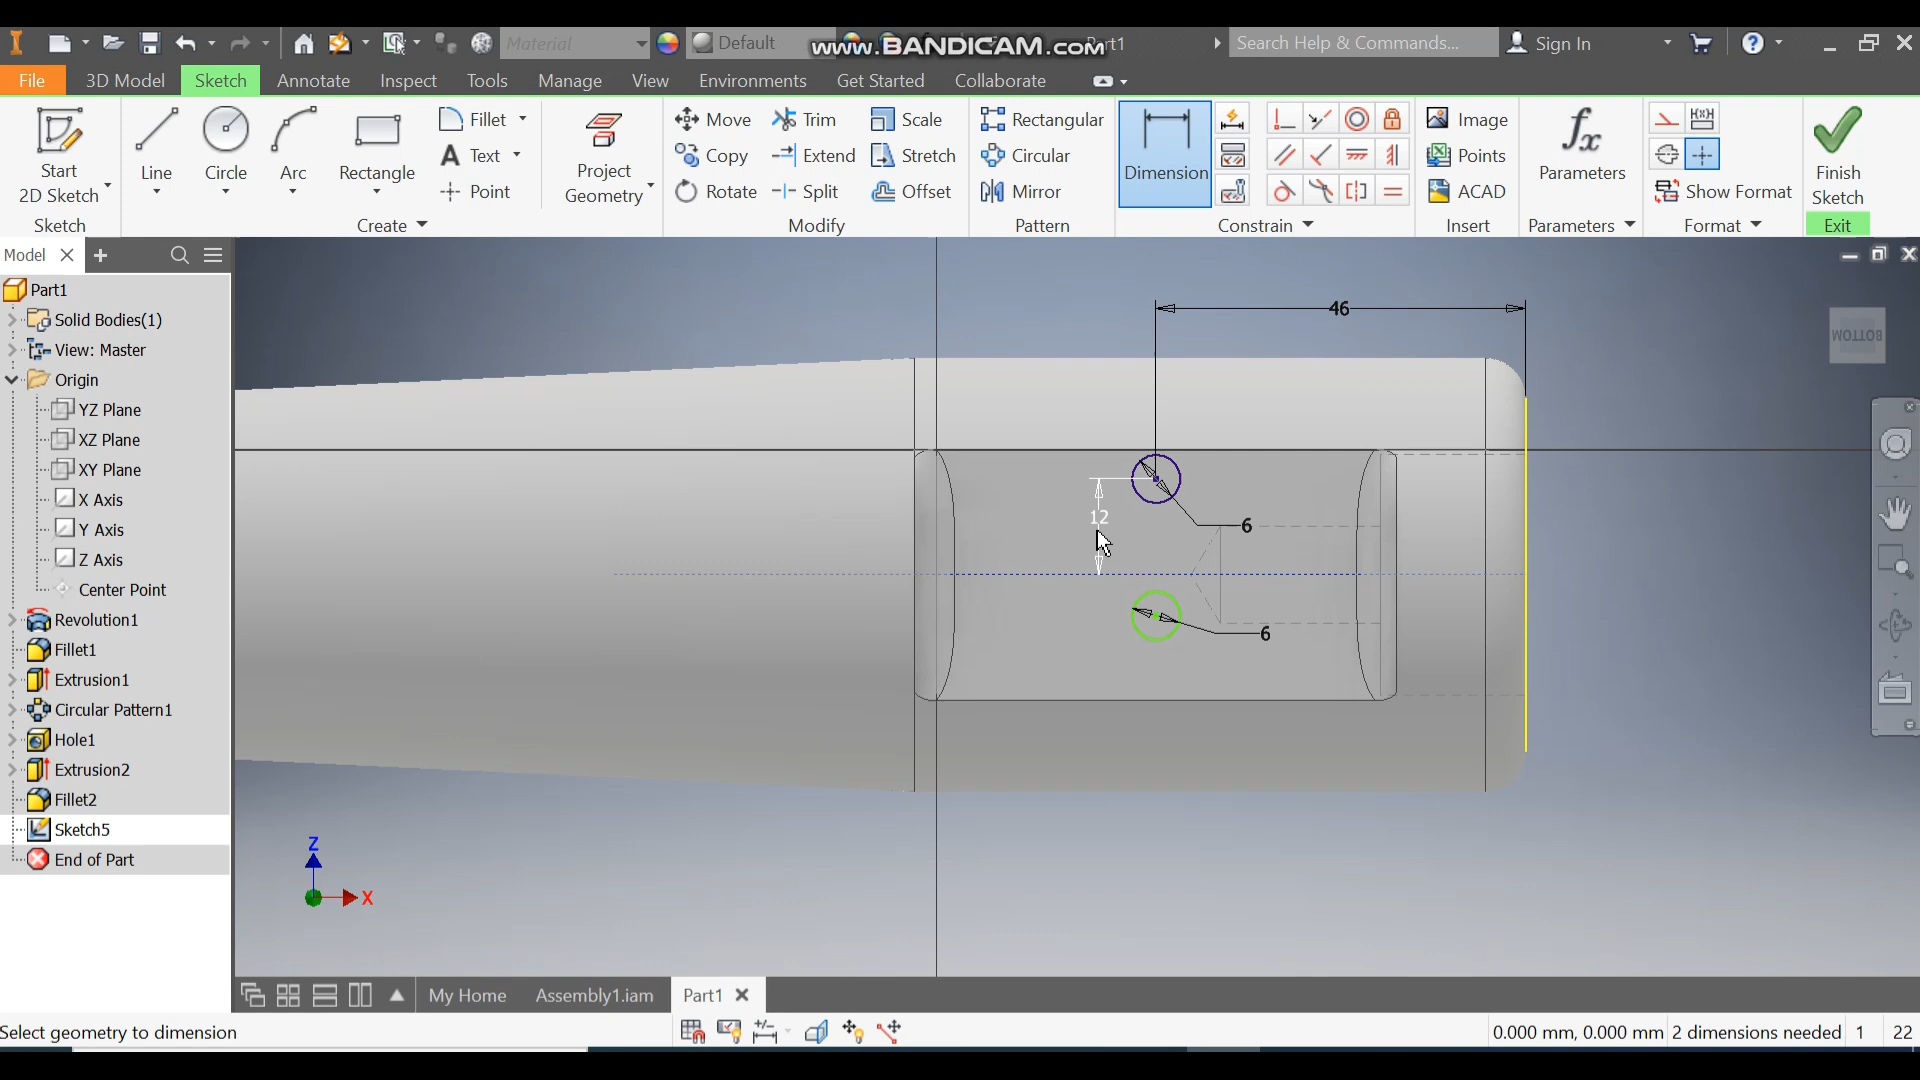 Material
Default
www.BANDICAM.com
Part1
Search Help & Commands...
Sign In
File
3D Model
Sketch
Annotate
Inspect
Tools
Manage
View
Environments
Get Started
Collaborate
Start
2D Sketch
Line
Circle
Arc
Rectangle
Fillet
Text
Point
Project
Geometry
Move
Copy
Rotate
Trim
Extend
Split
Scale
Stretch
Offset
Rectangular
Circular
Mirror
Dimension
Image
Points
ACAD
fx
Parameters
Show Format
Finish
Sketch
Sketch
Create
Modify
Pattern
Constrain
Insert
Parameters
Format
Exit
Model
Part1
Solid Bodies(1)
View: Master
Origin
YZ Plane
XZ Plane
XY Plane
X Axis
Y Axis
Z Axis
Center Point
Revolution1
Fillet1
Extrusion1
Circular Pattern1
Hole1
Extrusion2
Fillet2
Sketch5
End of Part
46
BOTTOM
12
6
6
Z
X
My Home
Assembly1.iam
Part1
Select geometry to dimension
0.000 mm, 0.000 mm
2 dimensions needed
1
22